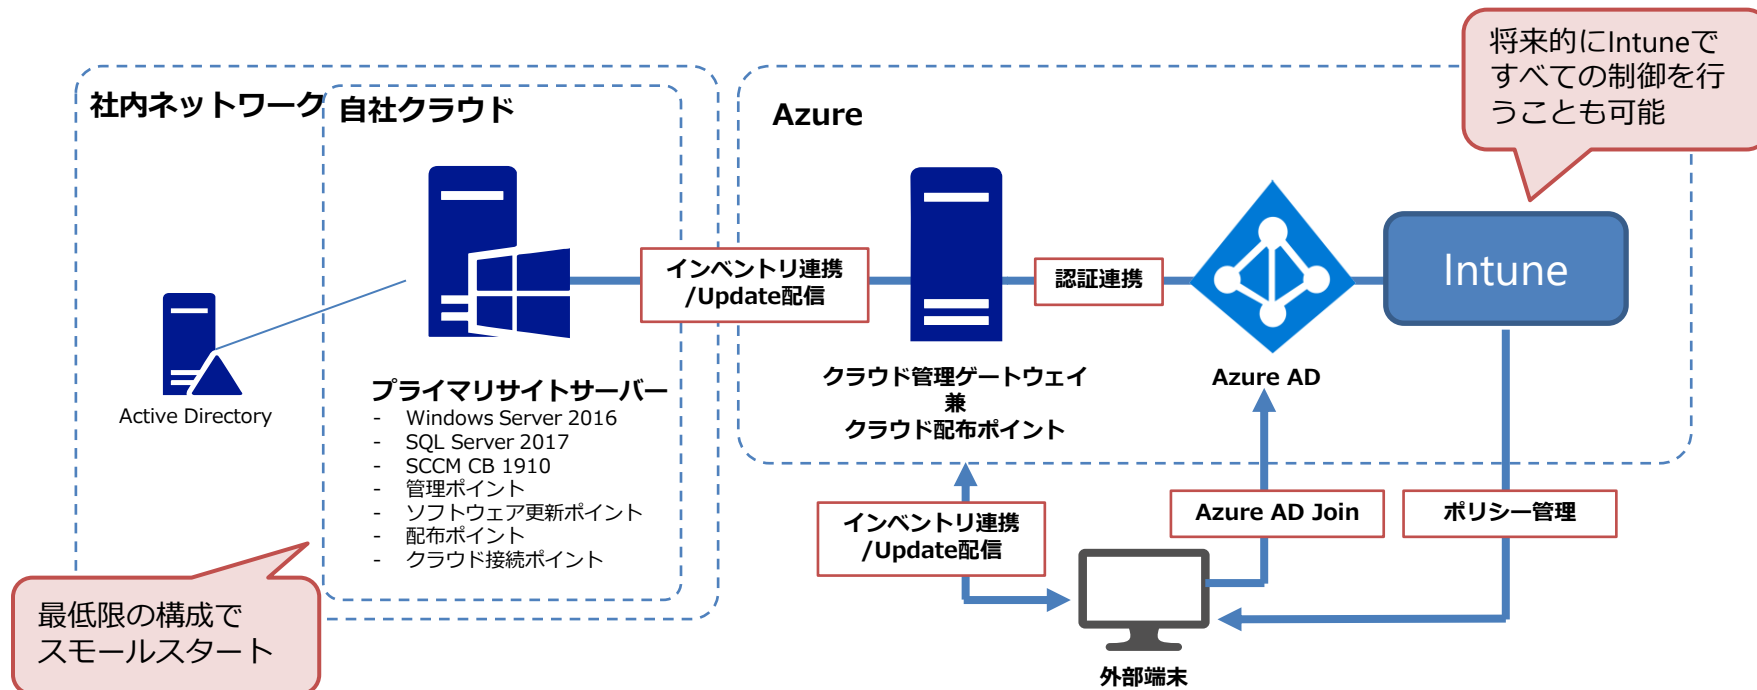 将来的にIntuneで
すべての制御を行
うことも可能
社内ネットワーク
自社クラウド
Azure
インベントリ連携
/Update配信
認証連携
Intune
Active Directory
プライマリサイトサーバー
- Windows Server 2016
- SQL Server 2017
- SCCM CB 1910
- 管理ポイント
- ソフトウェア更新ポイント
- 配布ポイント
- クラウド接続ポイント
クラウド管理ゲートウェイ
兼
クラウド配布ポイント
Azure AD
インベントリ連携
/Update配信
Azure AD Join
ポリシー管理
最低限の構成で
スモールスタート
外部端末